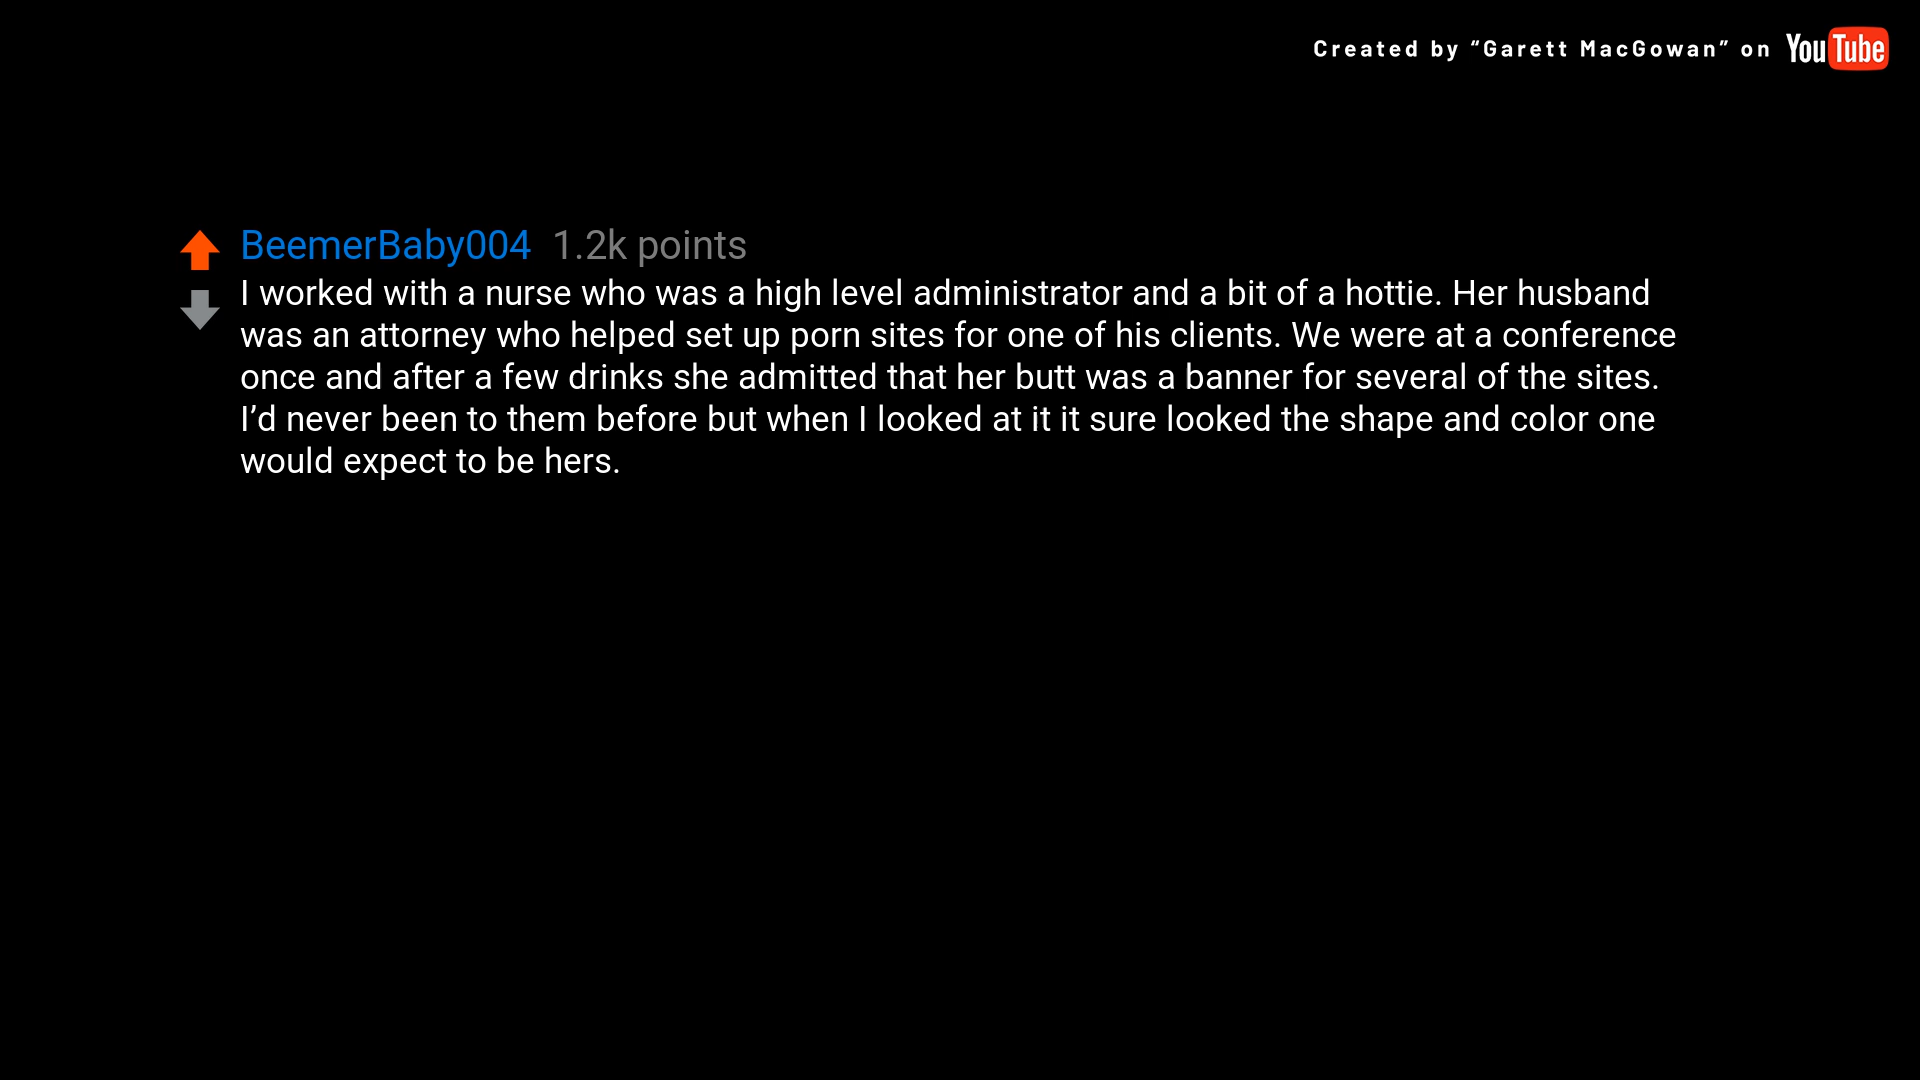 Created by “Garett MacGowan” on YouTube
BeemerBaby004 1.2k points
I worked with a nurse who was a high level administrator and a bit of a hottie. Her husband
was an attorney who helped set up porn sites for one of his clients. We were at a conference
once and after a few drinks she admitted that her butt was a banner for several of the sites.
I’d never been to them before but when I looked at it it sure looked the shape and color one
would expect to be hers.